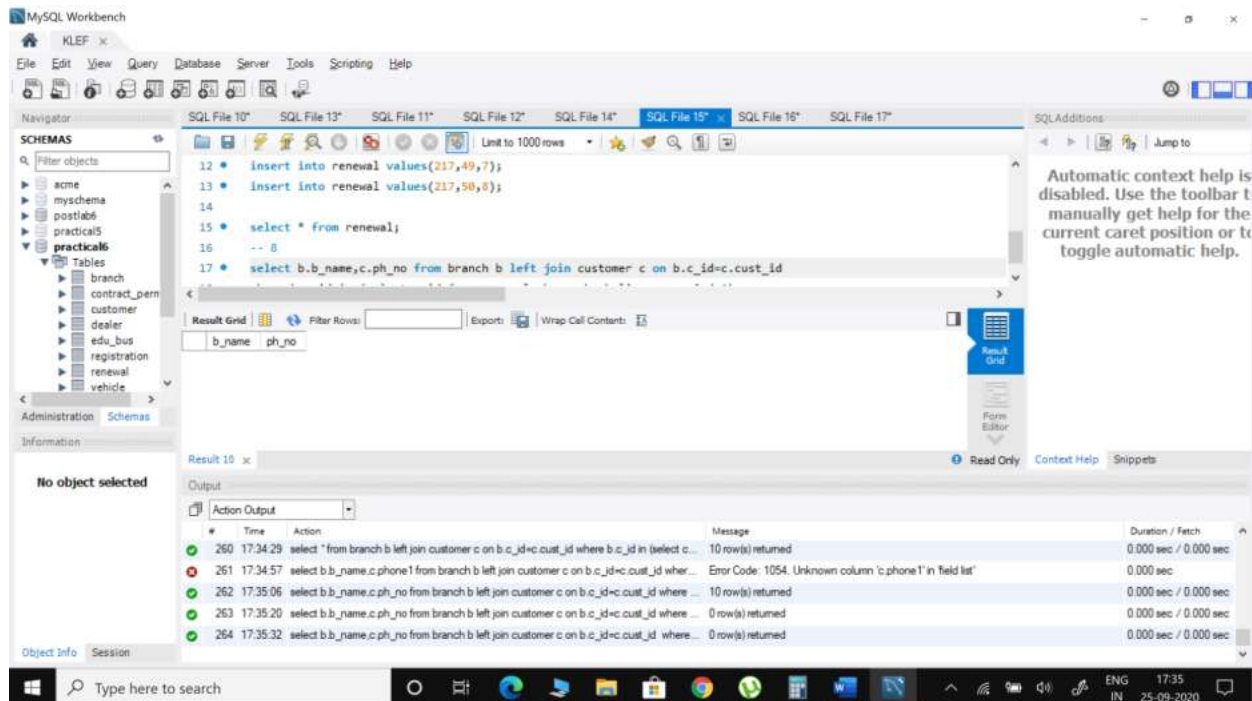 MySQL Workbench
KLEF
File Edit View Query Database Server Tools Scripting Help
Navigator
SCHEMAS
Filter objects
acme
myschema
postlab6
practical5
practical6
Tables
branch
contract_perm
customer
dealer
edu_bus
registration
renewal
vehicle
Administration Schemas
Information
No object selected
Object Info Session
SQL File 10* SQL File 13* SQL File 11* SQL File 12* SQL File 14* SQL File 15* SQL File 16* SQL File 17*
Limit to 1000 rows
12 insert into renewal values(217,49,7);
13 insert into renewal values(217,50,8);
14
15 select * from renewal;
16 -- 8
17 select b.b_name,c.ph_no from branch b left join customer c on b.c_id=c.cust_id
Result Grid Filter Rows: Export: Wrap Cell Content:
b_name ph_no
Result Grid
Form Editor
Result 10
Read Only
Output
Action Output
# Time Action Message Duration / Fetch
260 17:34:29 select * from branch b left join customer c on b.c_id=c.cust_id where b.c_id in (select c... 10 row(s) returned 0.000 sec / 0.000 sec
261 17:34:57 select b.b_name,c.phone1 from branch b left join customer c on b.c_id=c.cust_id wher... Error Code: 1054. Unknown column 'c.phone1' in 'field list' 0.000 sec
262 17:35:06 select b.b_name,c.ph_no from branch b left join customer c on b.c_id=c.cust_id where ... 10 row(s) returned 0.000 sec / 0.000 sec
263 17:35:20 select b.b_name,c.ph_no from branch b left join customer c on b.c_id=c.cust_id where ... 0 row(s) returned 0.000 sec / 0.000 sec
264 17:35:32 select b.b_name,c.ph_no from branch b left join customer c on b.c_id=c.cust_id where... 0 row(s) returned 0.000 sec / 0.000 sec
SQLAdditions
Jump to
Automatic context help is
disabled. Use the toolbar t
manually get help for the
current caret position or to
toggle automatic help.
Context Help Snippets
Type here to search
ENG
IN
17:35
25-09-2020